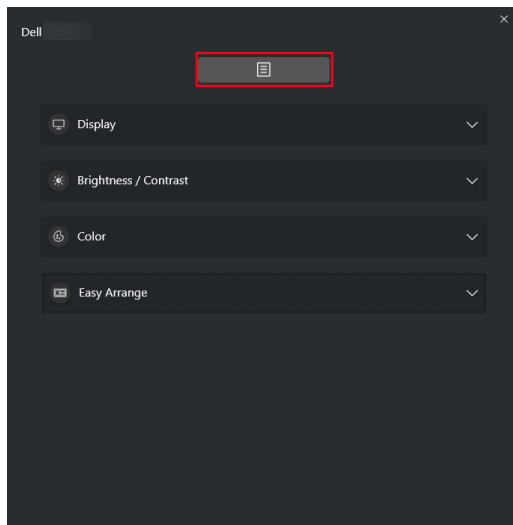 Dell
Display
Brightness / Contrast
Color
Easy Arrange